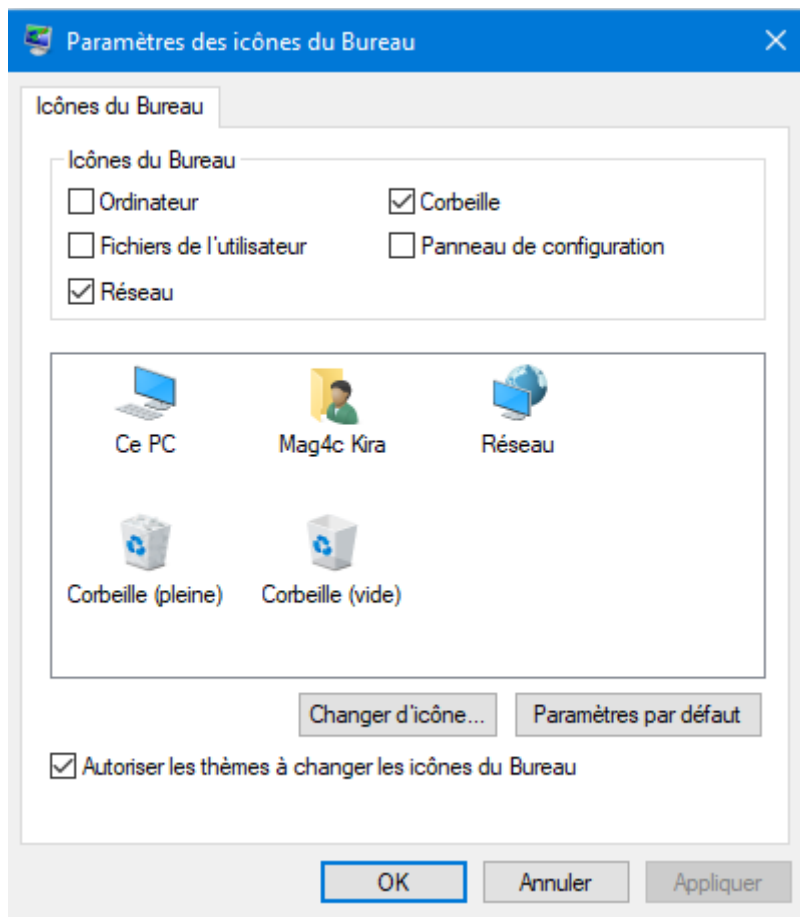 Paramètres des icônes du Bureau
Icônes du Bureau
Icônes du Bureau
Ordinateur
Corbeille
Fichiers de l'utilisateur
Panneau de configuration
Réseau
Ce PC
Mag4c Kira
Réseau
Corbeille (pleine)
Corbeille (vide)
Changer d'icône...
Paramètres par défaut
Autoriser les thèmes à changer les icônes du Bureau
OK
Annuler
Appliquer